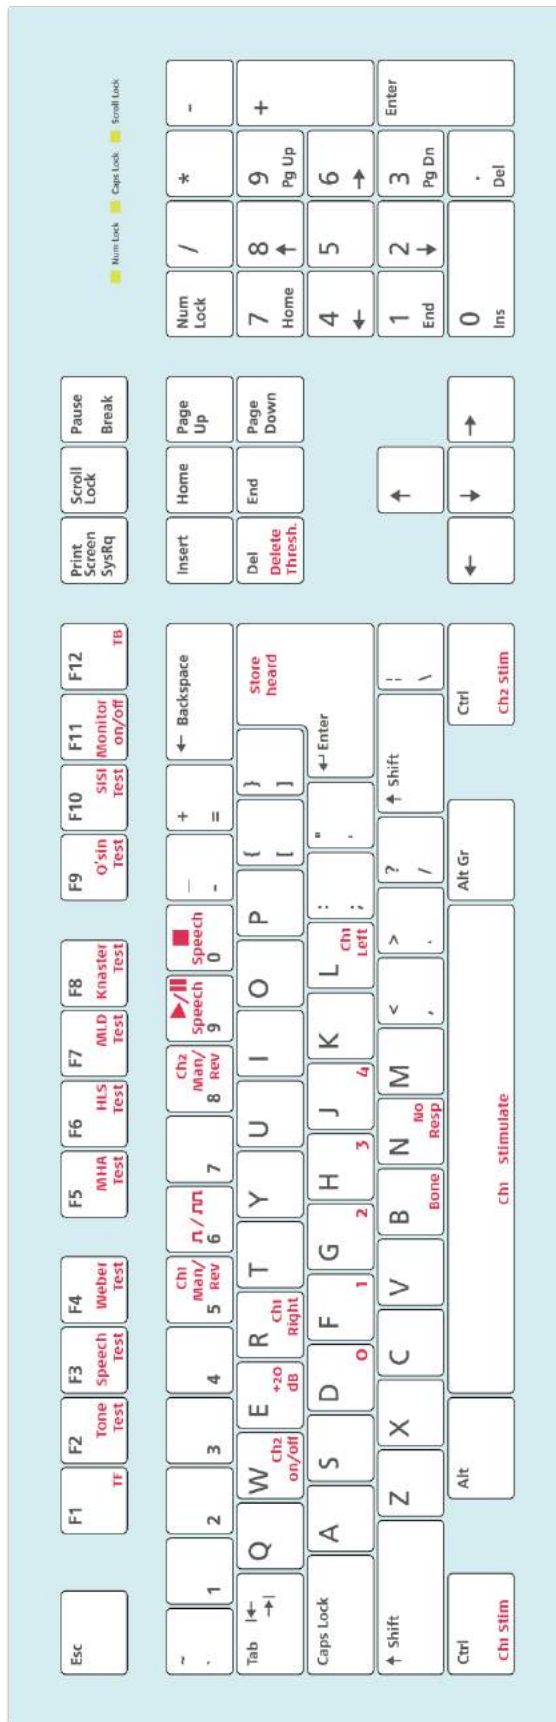 Esc
F1
TF
F2
Tone
Test
F3
Speech
Test
F4
Weber
Test
F5
MHA
Test
F6
HLS
Test
F7
MLD
Test
F8
Knaster
Test
F9
O'sin
Test
F10
SISI
Test
F11
Monitor
on/off
F12
TB
Print
Screen
SysRq
Scroll
Lock
Pause
Break
Num Lock
Caps Lock
Scroll Lock
~
`
1
2
3
4
Ch1
Man/
Rev
5
⎍/⎍⎍
6
7
Ch2
Man/
Rev
8
▶/❚❚
Speech
9
■
Speech
0
_
-
+
=
← Backspace
Insert
Home
Page
Up
Num
Lock
/
*
-
Tab
Q
W
Ch2
on/off
E
+20
dB
R
Ch1
Right
T
Y
U
I
O
P
{
[
}
]
Store
heard
↵ Enter
Del
Delete
Thresh.
End
Page
Down
7
Home
8
↑
9
Pg Up
+
Caps Lock
A
S
D
0
F
1
G
2
H
3
J
4
K
L
Ch1
Left
:
;
"
'
4
←
5
6
→
↑ Shift
Z
X
C
V
B
Bone
N
No
Resp
M
<
,
>
.
?
/
↑ Shift
¦
\
↑
1
End
2
↓
3
Pg Dn
Enter
Ctrl
Ch1 Stim
Alt
Ch1 Stimulate
Alt Gr
Ctrl
Ch2 Stim
←
↓
→
0
Ins
.
Del